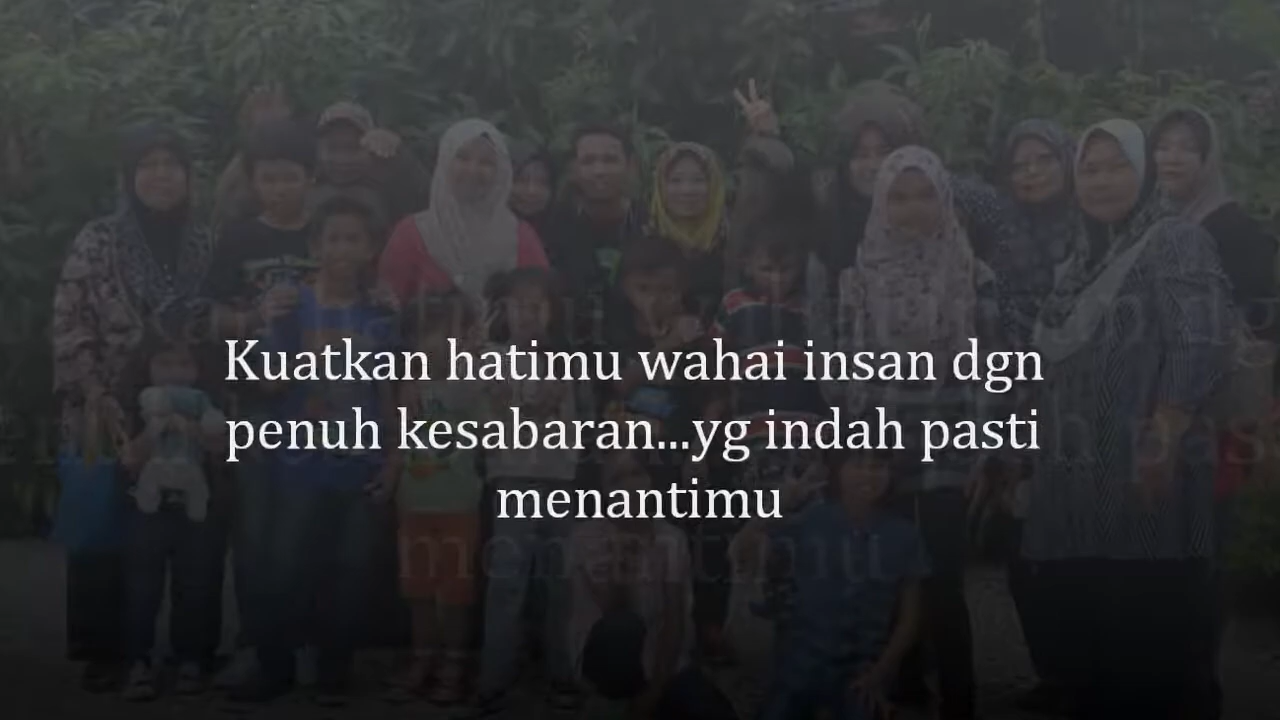 Kuatkan hatimu wahai insan dgn
penuh kesabaran...yg indah pasti
menantimu